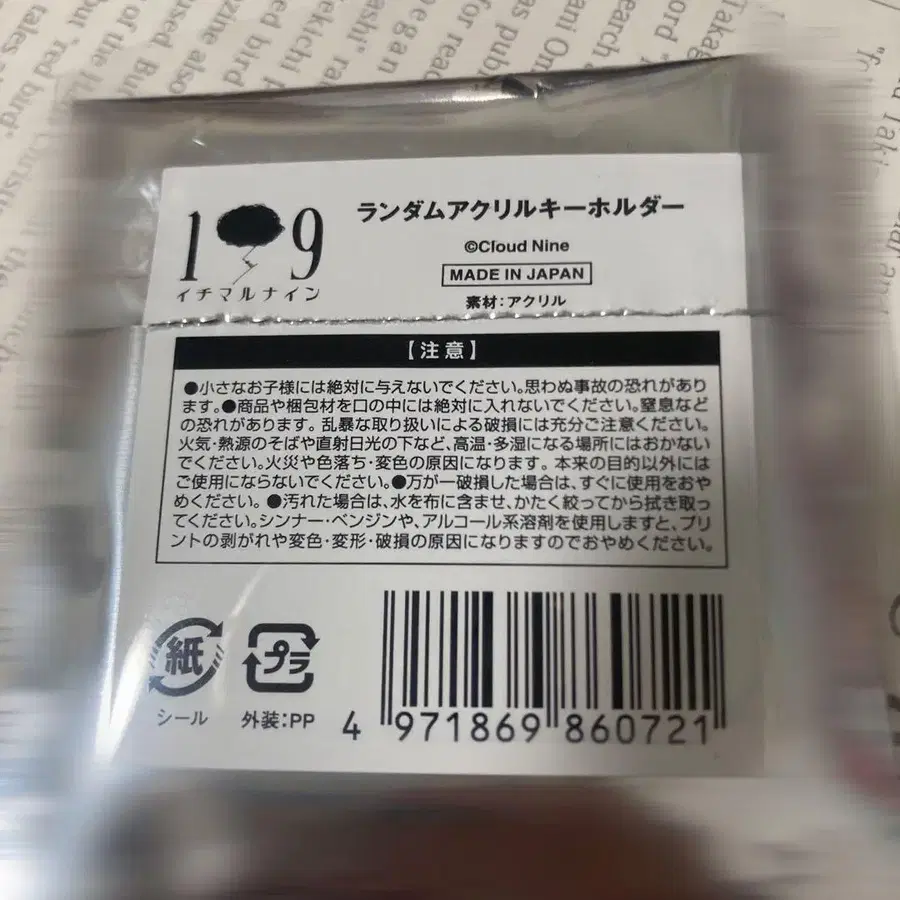 1 9
イチマルナイン
ランダムアクリルキーホルダー
©Cloud Nine
MADE IN JAPAN
素材:アクリル
【注意】
●小さなお子様には絶対に与えないでください。思わぬ事故の恐れがあり
ます。●商品や梱包材を口の中には絶対に入れないでください。窒息など
の恐れがあります。乱暴な取り扱いによる破損には充分ご注意ください。
火気・熱源のそばや直射日光の下など、高温・多湿になる場所にはおかない
でください。火災や色落ち・変色の原因になります。本来の目的以外には
ご使用にならないでください。●万が一破損した場合は、すぐに使用をおや
めください。●汚れた場合は、水を布に含ませ、かたく絞ってから拭き取っ
てください。シンナー・ベンジンや、アルコール系溶剤を使用しますと、プリ
ントの剥がれや変色・変形・破損の原因になりますのでおやめください。
紙
シール
プラ
外装:PP
4 971869 860721